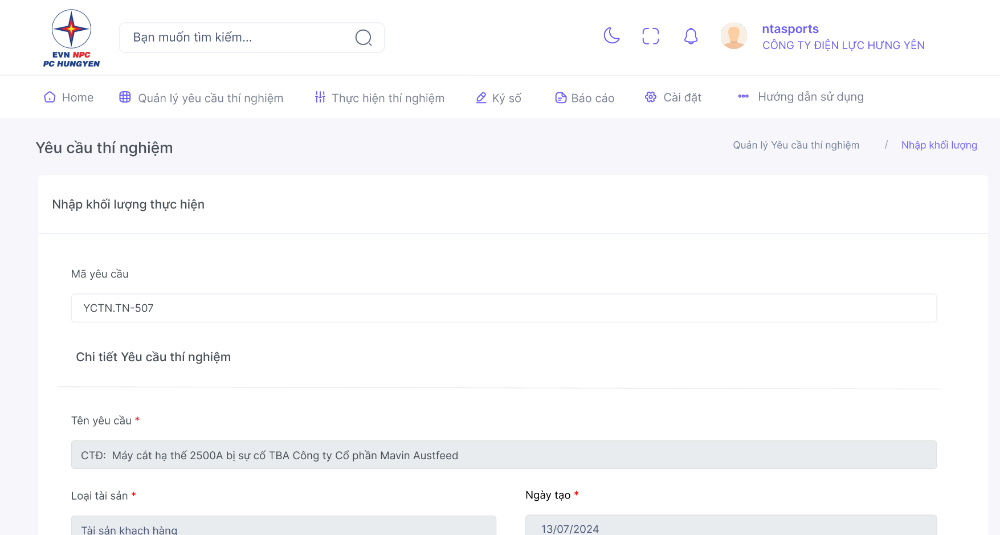 EVN NPC
PC HUNGYEN
Bạn muốn tìm kiếm...
ntasports
CÔNG TY ĐIỆN LỰC HƯNG YÊN
Home
Quản lý yêu cầu thí nghiệm
Thực hiện thí nghiệm
Ký số
Báo cáo
Cài đặt
Hướng dẫn sử dụng
Yêu cầu thí nghiệm
Quản lý Yêu cầu thí nghiệm / Nhập khối lượng
Nhập khối lượng thực hiện
Mã yêu cầu
YCTN.TN-507
Chi tiết Yêu cầu thí nghiệm
Tên yêu cầu *
CTĐ: Máy cắt hạ thế 2500A bị sự cố TBA Công ty Cổ phần Mavin Austfeed
Loại tài sản *
Ngày tạo *
Tài sản khach hàng
13/07/2024